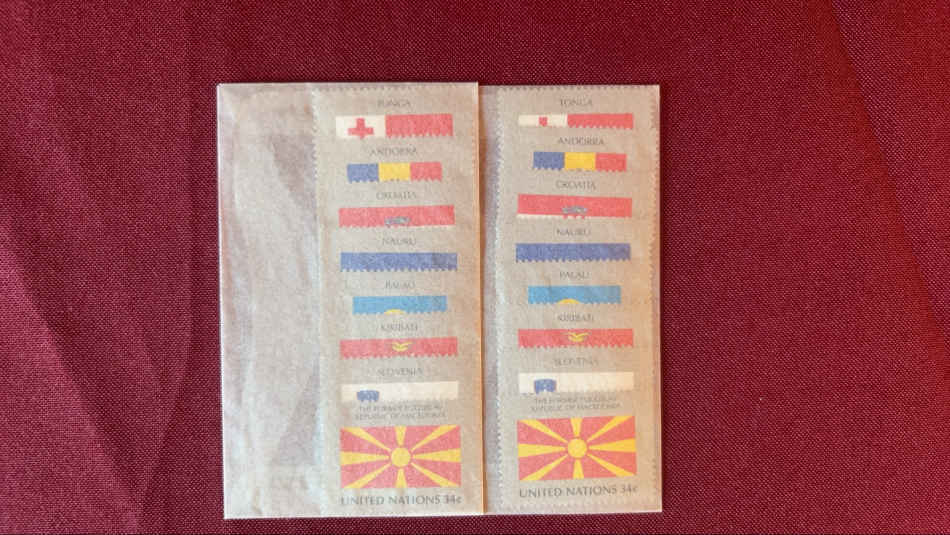 TONGA
ANDORRA
CROATIA
NAURU
PALAU
KIRIBATI
SLOVENIA
THE FORMER YUGOSLAV
REPUBLIC OF MACEDONIA
UNITED NATIONS 34c
TONGA
ANDORRA
CROATIA
NAURU
PALAU
KIRIBATI
SLOVENIA
THE FORMER YUGOSLAV
REPUBLIC OF MACEDONIA
UNITED NATIONS 34c